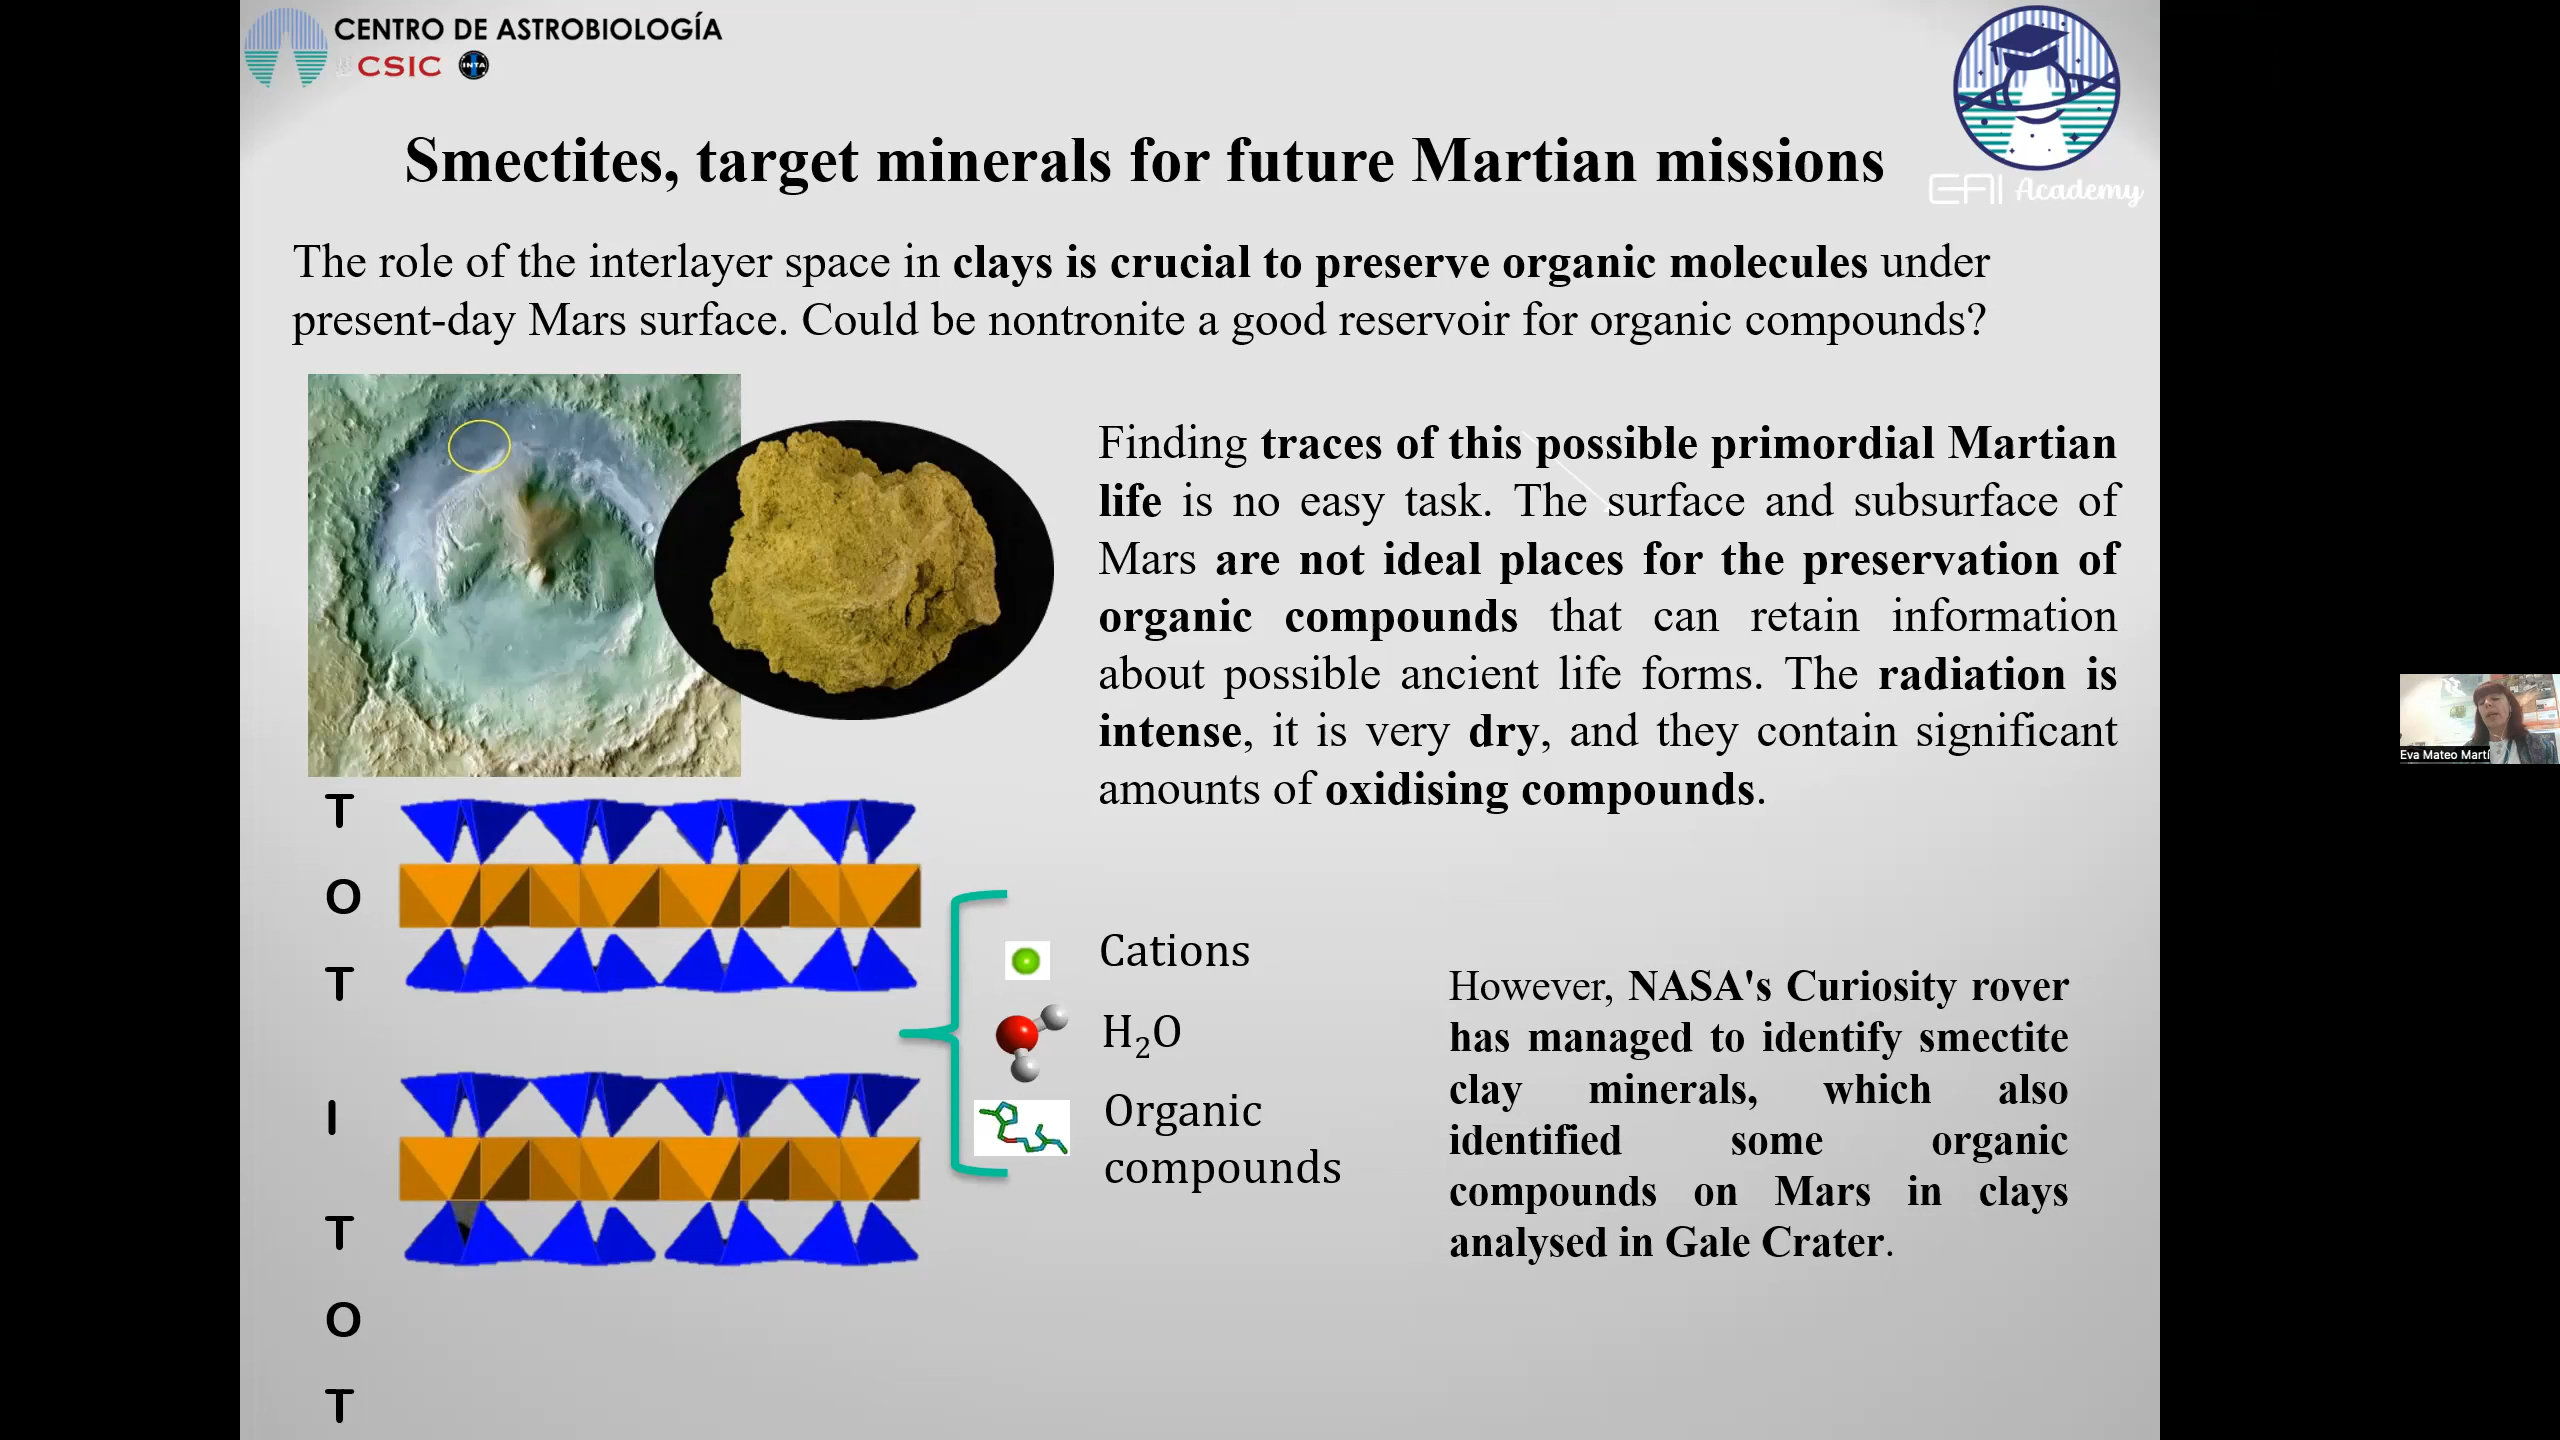 CENTRO DE ASTROBIOLOGÍA
CSIC INTA
EAI Academy
Smectites, target minerals for future Martian missions
The role of the interlayer space in clays is crucial to preserve organic molecules under
present-day Mars surface. Could be nontronite a good reservoir for organic compounds?
Finding traces of this possible primordial Martian
life is no easy task. The surface and subsurface of
Mars are not ideal places for the preservation of
organic compounds that can retain information
about possible ancient life forms. The radiation is
intense, it is very dry, and they contain significant
amounts of oxidising compounds.
T
O
T
I
T
O
T
Cations
H₂O
Organic
compounds
However, NASA's Curiosity rover
has managed to identify smectite
clay minerals, which also
identified some organic
compounds on Mars in clays
analysed in Gale Crater.
Eva Mateo Martí